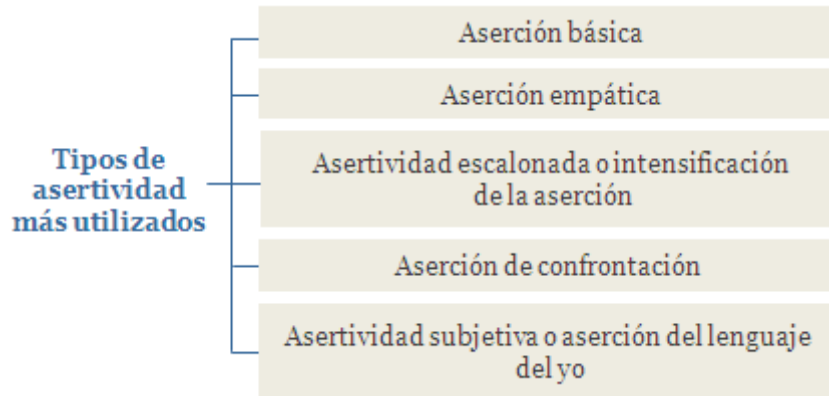 Tipos de
asertividad
más utilizados
Aserción básica
Aserción empática
Asertividad escalonada o intensificación
de la aserción
Aserción de confrontación
Asertividad subjetiva o aserción del lenguaje
del yo